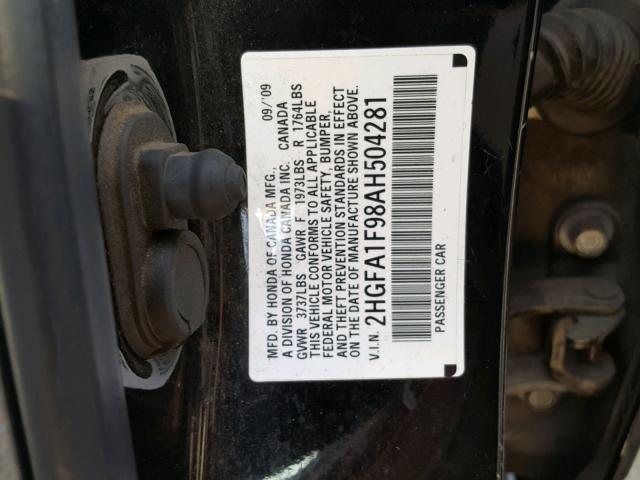 MFD. BY HONDA OF CANADA MFG., 09/'09
A DIVISION OF HONDA CANADA INC. CANADA
GVWR 3737LBS GAWR F 1973LBS R 1764LBS
THIS VEHICLE CONFORMS TO ALL APPLICABLE
FEDERAL MOTOR VEHICLE SAFETY, BUMPER,
AND THEFT PREVENTION STANDARDS IN EFFECT
ON THE DATE OF MANUFACTURE SHOWN ABOVE.
V.I.N. 2HGFA1F98AH504281
PASSENGER CAR